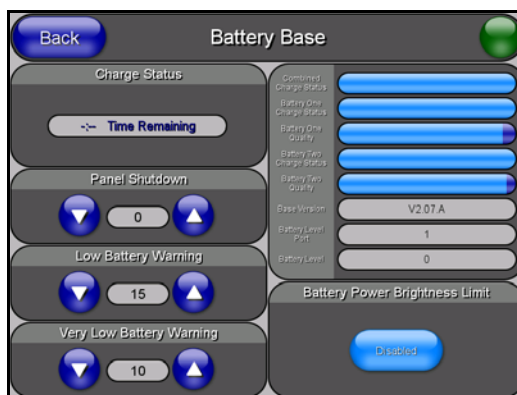 Back
Battery Base
Charge Status
-:-- Time Remaining
Panel Shutdown
0
Low Battery Warning
15
Very Low Battery Warning
10
Combined
Charge Status
Battery One
Charge Status
Battery One
Quality
Battery Two
Charge Status
Battery Two
Quality
Base Version
V2.07.A
Battery Level
Port
1
Battery Level
0
Battery Power Brightness Limit
Disabled